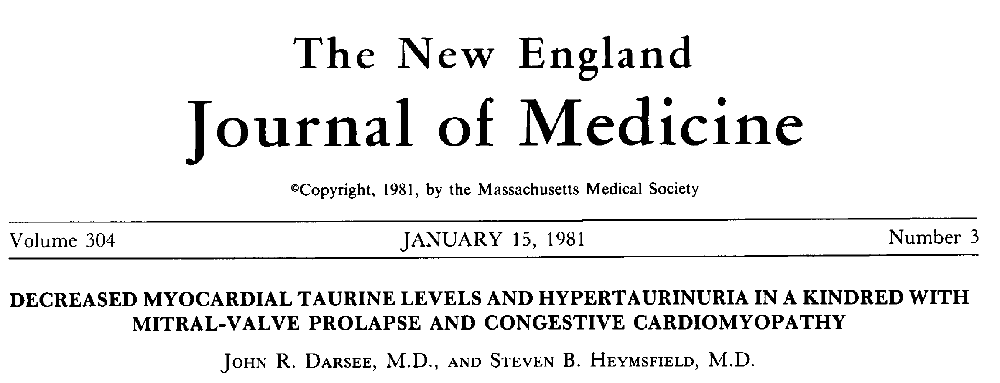 The New England
Journal of Medicine
©Copyright, 1981, by the Massachusetts Medical Society
Volume 304 JANUARY 15, 1981 Number 3
DECREASED MYOCARDIAL TAURINE LEVELS AND HYPERTAURINURIA IN A KINDRED WITH
MITRAL-VALVE PROLAPSE AND CONGESTIVE CARDIOMYOPATHY
JOHN R. DARSEE, M.D., AND STEVEN B. HEYMSFIELD, M.D.